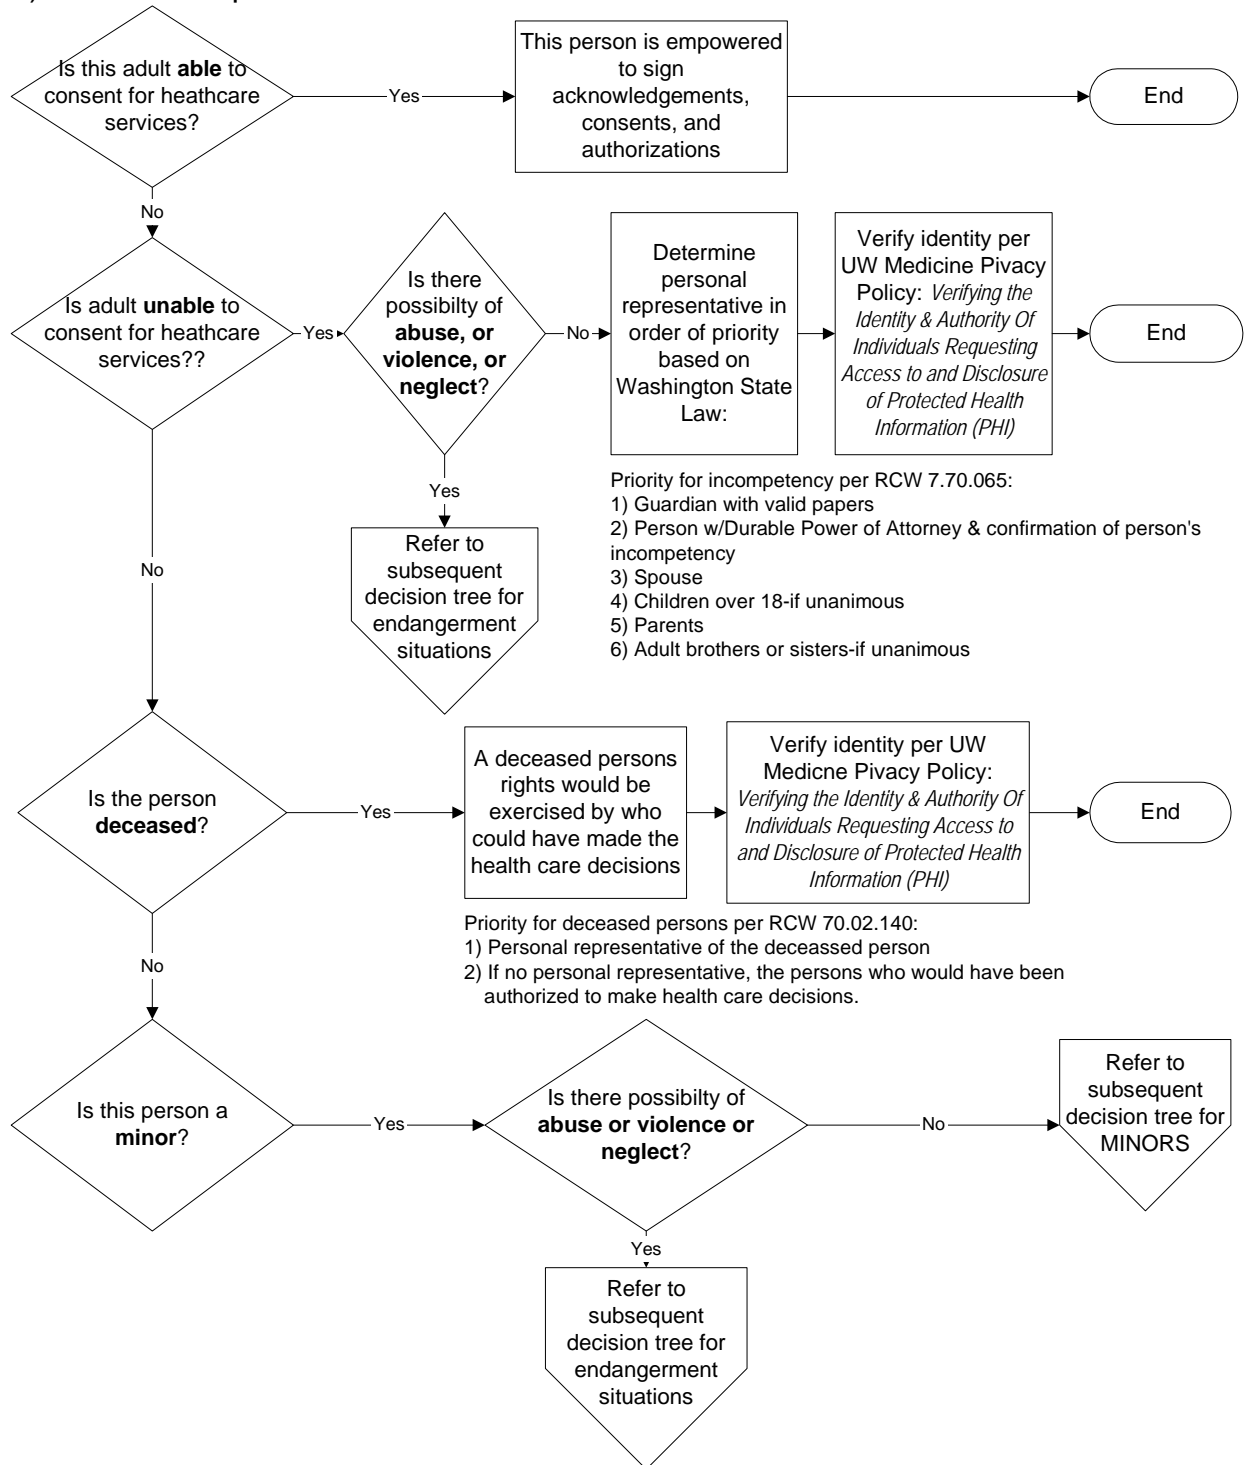 Is this adult able to
consent for heathcare
services?
Yes
This person is empowered
to sign
acknowledgements,
consents, and
authorizations
End
No
Is adult unable to
consent for heathcare
services??
Yes
Is there
possibilty of
abuse, or
violence, or
neglect?
No
Determine
personal
representative in
order of priority
based on
Washington State
Law:
Verify identity per
UW Medicine Pivacy
Policy: Verifying the
Identity & Authority Of
Individuals Requesting
Access to and Disclosure
of Protected Health
Information (PHI)
End
Yes
Refer to
subsequent
decision tree for
endangerment
situations
Priority for incompetency per RCW 7.70.065:
1) Guardian with valid papers
2) Person w/Durable Power of Attorney & confirmation of person's
incompetency
3) Spouse
4) Children over 18-if unanimous
5) Parents
6) Adult brothers or sisters-if unanimous
No
Is the person
deceased?
Yes
A deceased persons
rights would be
exercised by who
could have made the
health care decisions
Verify identity per UW
Medicne Pivacy Policy:
Verifying the Identity & Authority Of
Individuals Requesting Access to
and Disclosure of Protected Health
Information (PHI)
End
Priority for deceased persons per RCW 70.02.140:
1) Personal representative of the deceassed person
2) If no personal representative, the persons who would have been
authorized to make health care decisions.
No
Is this person a
minor?
Yes
Is there possibilty of
abuse or violence or
neglect?
No
Refer to
subsequent
decision tree for
MINORS
Yes
Refer to
subsequent
decision tree for
endangerment
situations